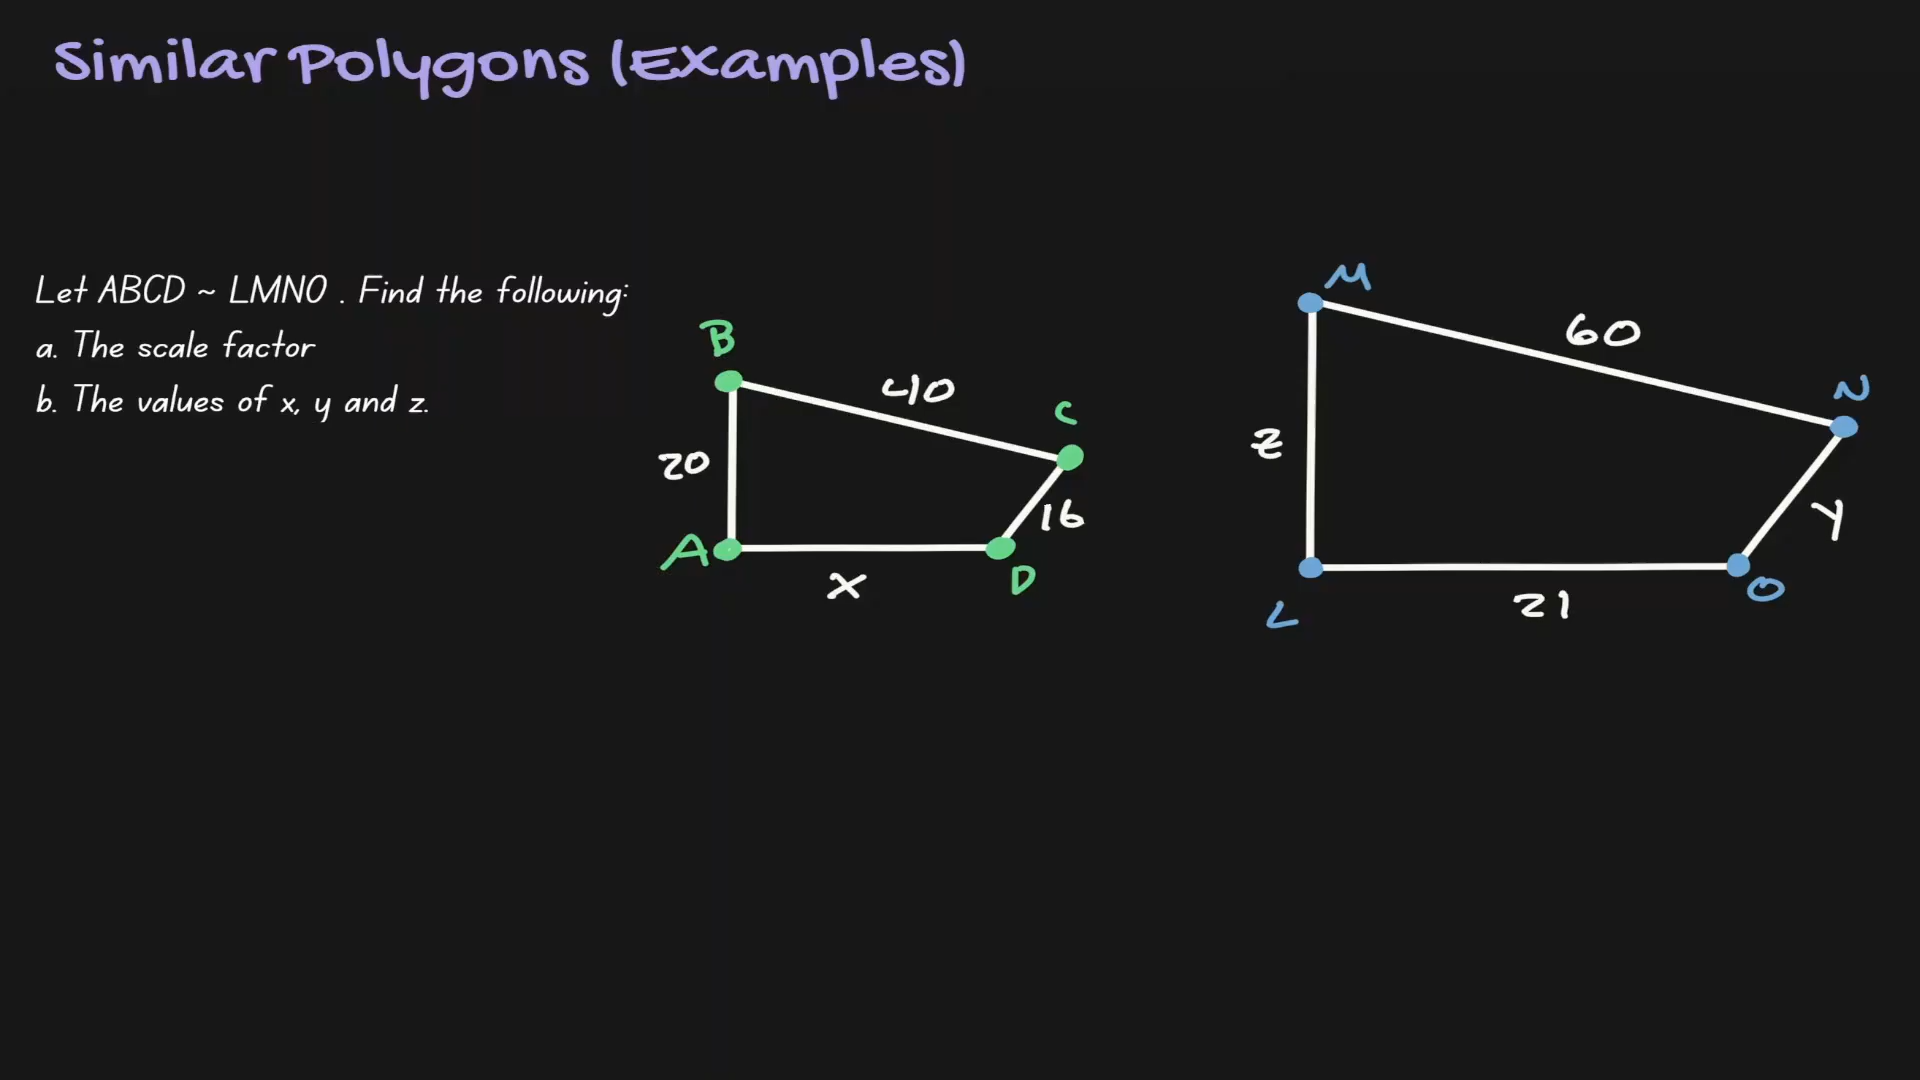 Similar Polygons (Examples)
Let ABCD ~ LMNO . Find the following:
a. The scale factor
b. The values of x, y and z.
B
40
C
20
16
A
D
x
M
60
N
z
y
L
21
O